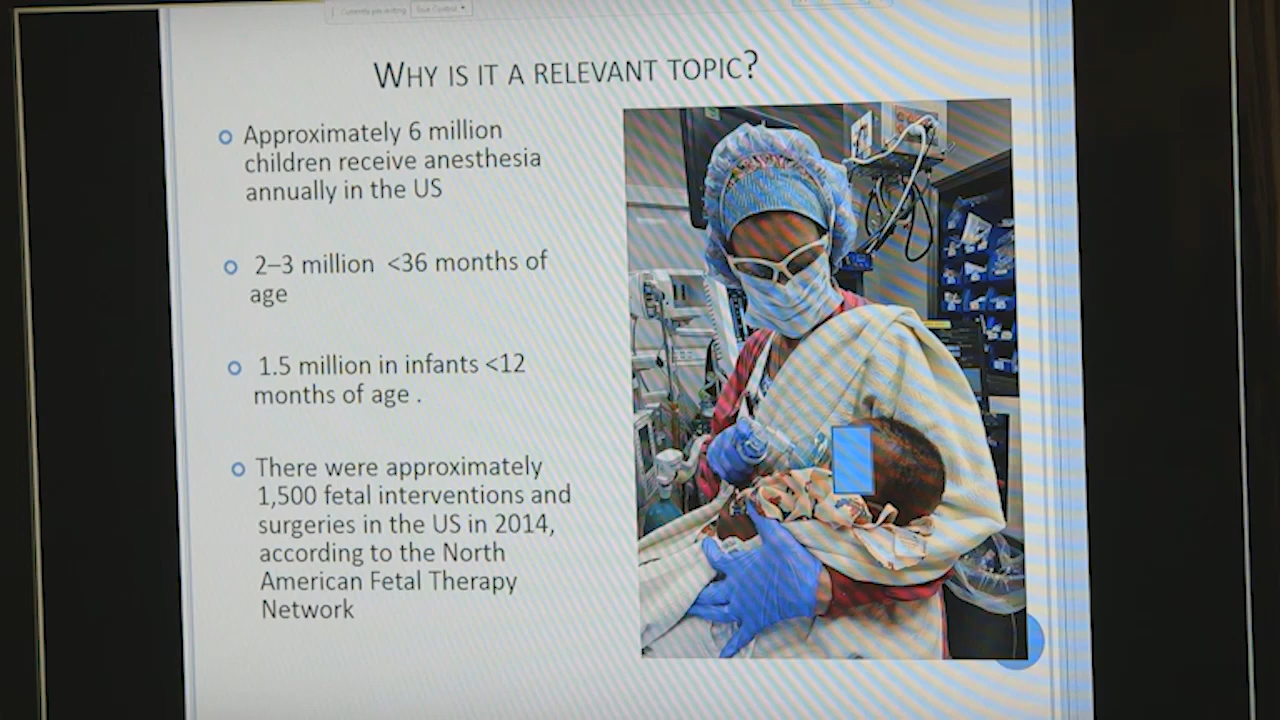 Currently presenting
WHY IS IT A RELEVANT TOPIC?
Approximately 6 million
children receive anesthesia
annually in the US
2–3 million <36 months of
age
1.5 million in infants <12
months of age .
There were approximately
1,500 fetal interventions and
surgeries in the US in 2014,
according to the North
American Fetal Therapy
Network